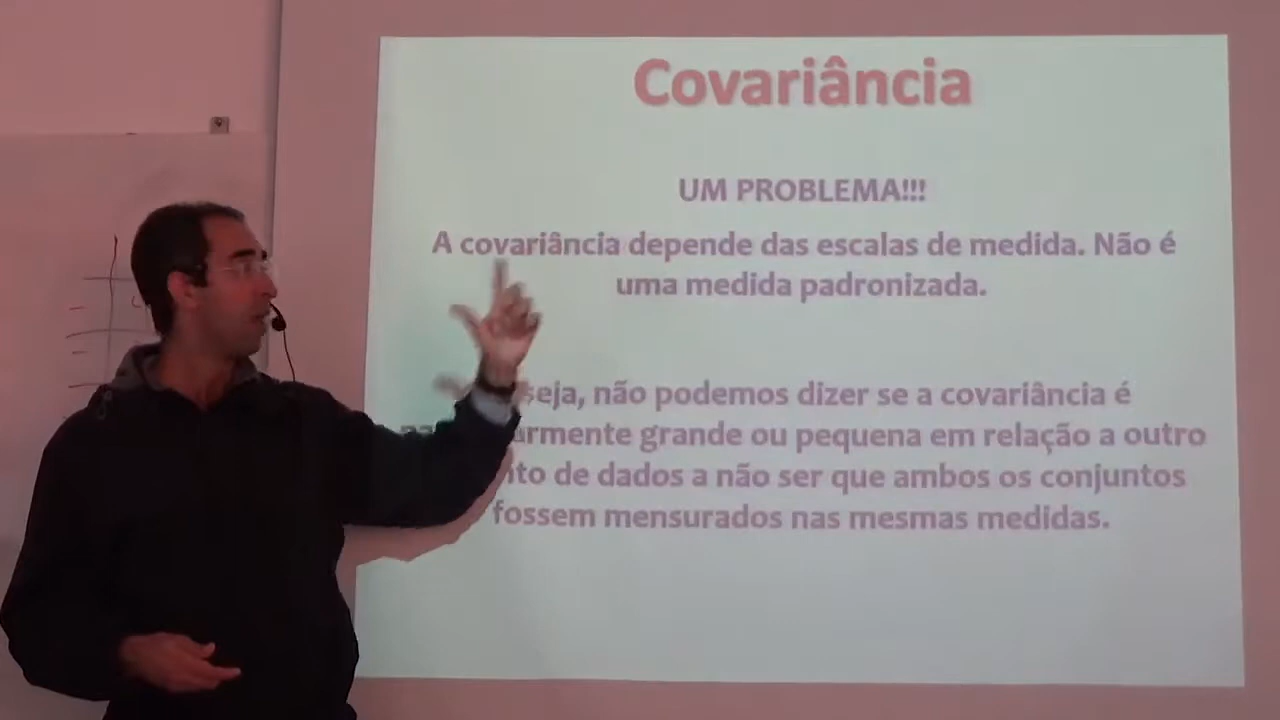 Covariância
UM PROBLEMA!!!
A covariância depende das escalas de medida. Não é
uma medida padronizada.
seja, não podemos dizer se a covariância é
grande ou pequena em relação a outro
de dados a não ser que ambos os conjuntos
fossem mensurados nas mesmas medidas.